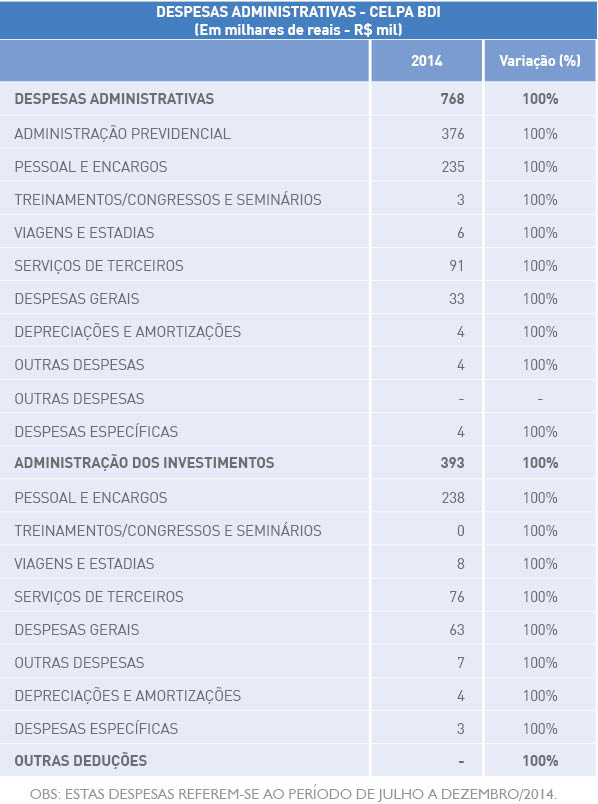 DESPESAS ADMINISTRATIVAS - CELPA BDI
(Em milhares de reais - R$ mil)
2014 Variação (%)
DESPESAS ADMINISTRATIVAS 768 100%
ADMINISTRAÇÃO PREVIDENCIAL 376 100%
PESSOAL E ENCARGOS 235 100%
TREINAMENTOS/CONGRESSOS E SEMINÁRIOS 3 100%
VIAGENS E ESTADIAS 6 100%
SERVIÇOS DE TERCEIROS 91 100%
DESPESAS GERAIS 33 100%
DEPRECIAÇÕES E AMORTIZAÇÕES 4 100%
OUTRAS DESPESAS 4 100%
OUTRAS DESPESAS - -
DESPESAS ESPECÍFICAS 4 100%
ADMINISTRAÇÃO DOS INVESTIMENTOS 393 100%
PESSOAL E ENCARGOS 238 100%
TREINAMENTOS/CONGRESSOS E SEMINÁRIOS 0 100%
VIAGENS E ESTADIAS 8 100%
SERVIÇOS DE TERCEIROS 76 100%
DESPESAS GERAIS 63 100%
OUTRAS DESPESAS 7 100%
DEPRECIAÇÕES E AMORTIZAÇÕES 4 100%
DESPESAS ESPECÍFICAS 3 100%
OUTRAS DEDUÇÕES - 100%
OBS: ESTAS DESPESAS REFEREM-SE AO PERÍODO DE JULHO A DEZEMBRO/2014.